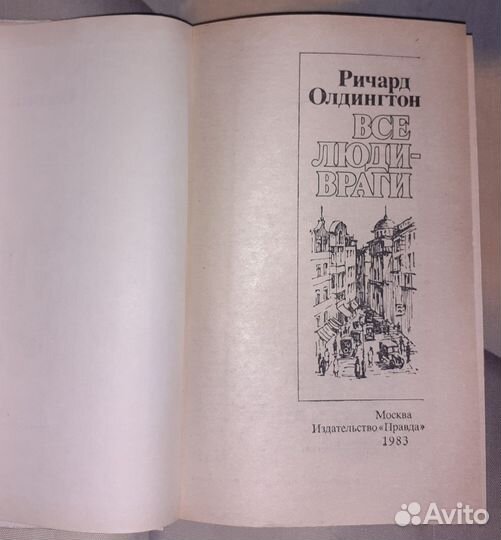 Ричард
Олдингтон
ВСЕ
ЛЮДИ-
ВРАГИ
Москва
Издательство «Правда»
1983
Avito